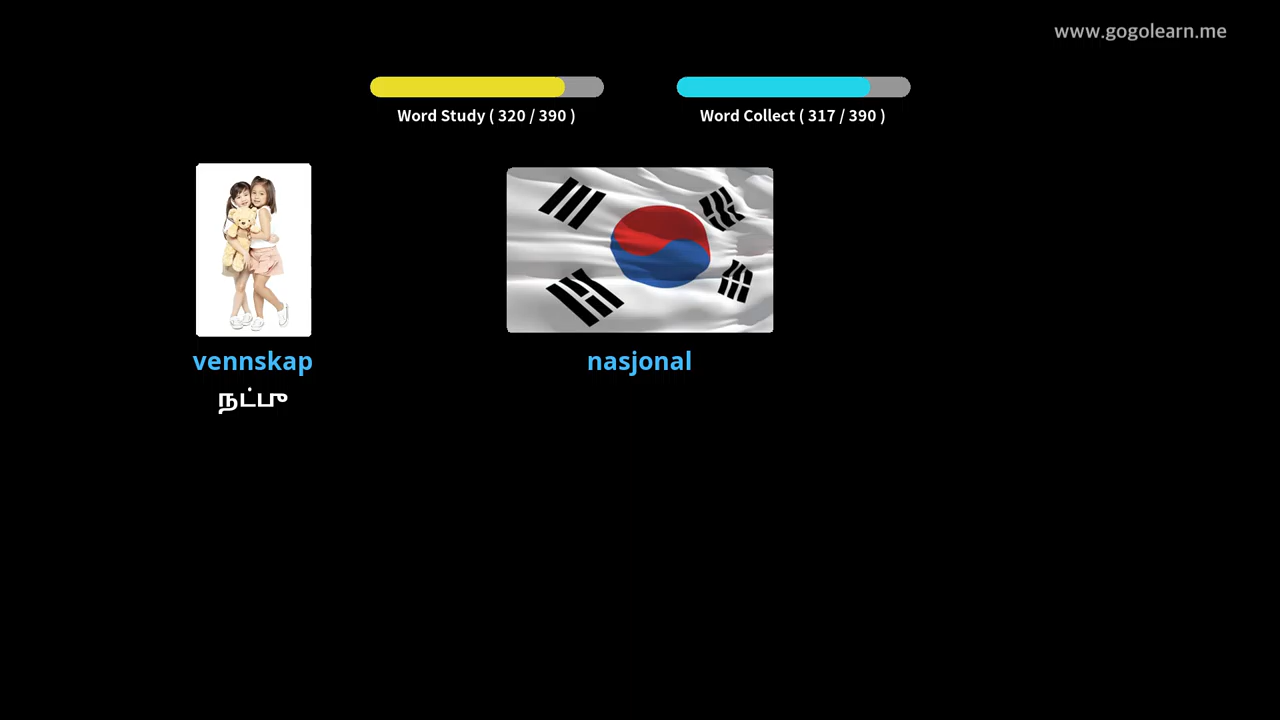 www.gogolearn.me
Word Study ( 320 / 390 )
Word Collect ( 317 / 390 )
vennskap
நட்பு
nasjonal